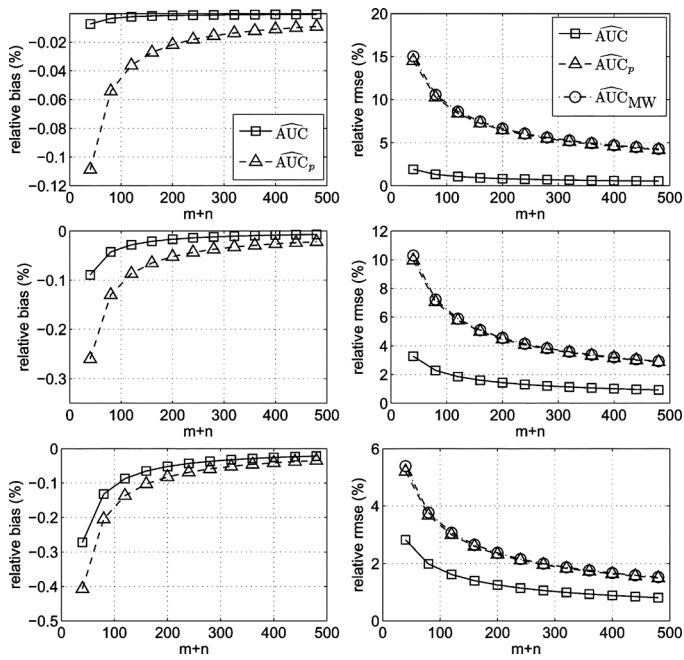 relative bias (%)
−0.02
−0.04
−0.06
−0.08
−0.1
−0.12
0 100 200 300 400 500
m+n
AUC
AUCp
relative rmse (%)
20
15
10
5
0
0 100 200 300 400 500
m+n
AUC
AUCp
AUCMW
relative bias (%)
0
−0.1
−0.2
−0.3
0 100 200 300 400 500
m+n
relative rmse (%)
12
10
8
6
4
2
0
0 100 200 300 400 500
m+n
relative bias (%)
0
−0.1
−0.2
−0.3
−0.4
−0.5
0 100 200 300 400 500
m+n
relative rmse (%)
6
4
2
0
0 100 200 300 400 500
m+n